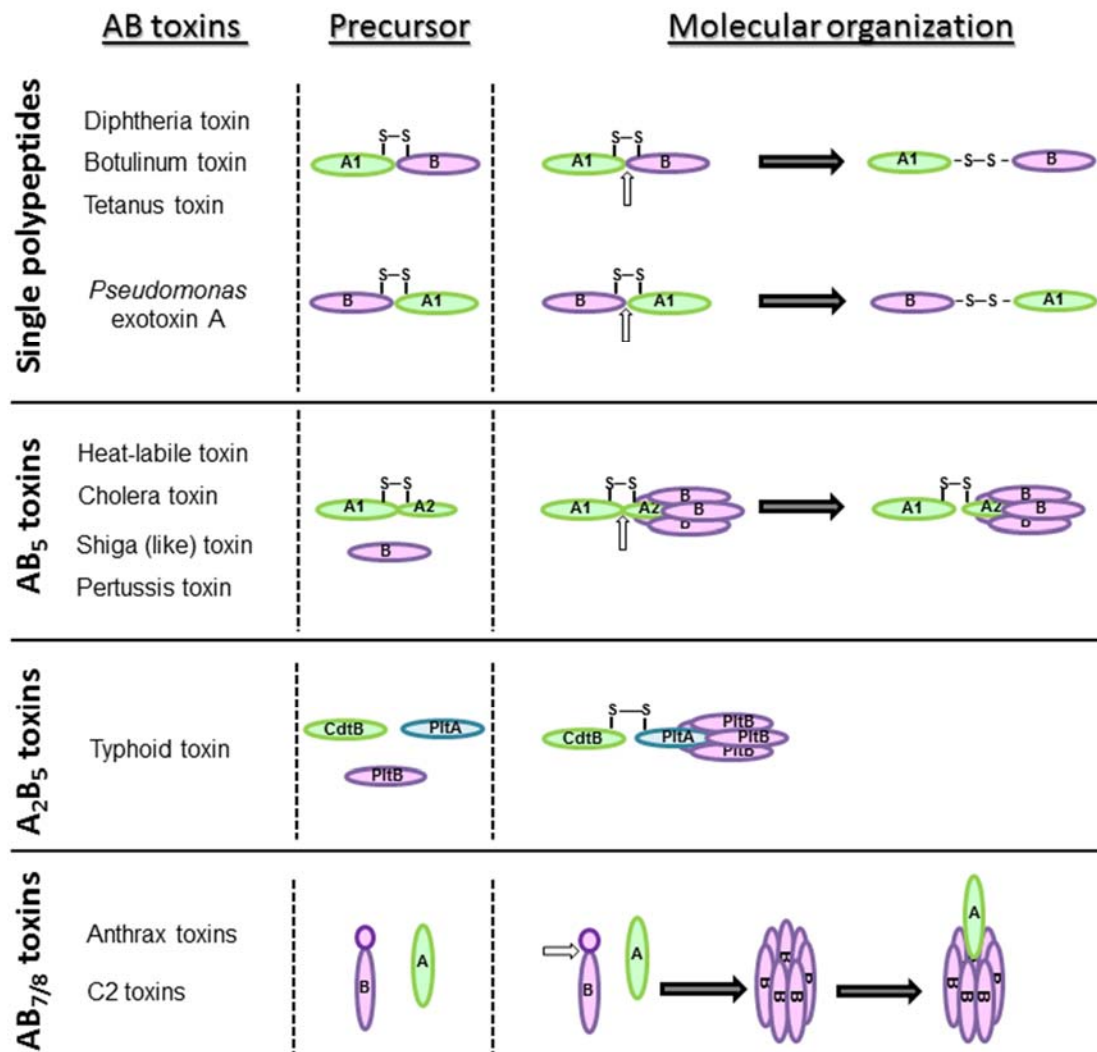 AB toxins Precursor Molecular organization
Single polypeptides
Diphtheria toxin
Botulinum toxin
Tetanus toxin
S–S
A1 B
S–S
A1 B
A1 -S–S- B
Pseudomonas
exotoxin A
S–S
B A1
S–S
B A1
B -S–S- A1
AB5 toxins
Heat-labile toxin
Cholera toxin
Shiga (like) toxin
Pertussis toxin
S–S
A1 A2
B
S–S
A1 A2 B B B
S–S
A1 A2 B B B
A2B5 toxins
Typhoid toxin
CdtB PltA
PltB
S—S
CdtB PltA PltB PltB PltB
AB7/8 toxins
Anthrax toxins
C2 toxins
B A
B A
B B B B B
A
B B B B B